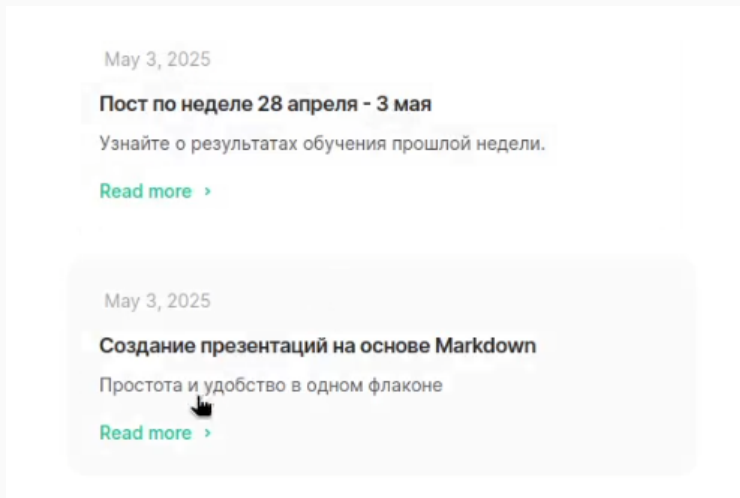 May 3, 2025
Пост по неделе 28 апреля - 3 мая
Узнайте о результатах обучения прошлой недели.
Read more
May 3, 2025
Создание презентаций на основе Markdown
Простота и удобство в одном флаконе
Read more